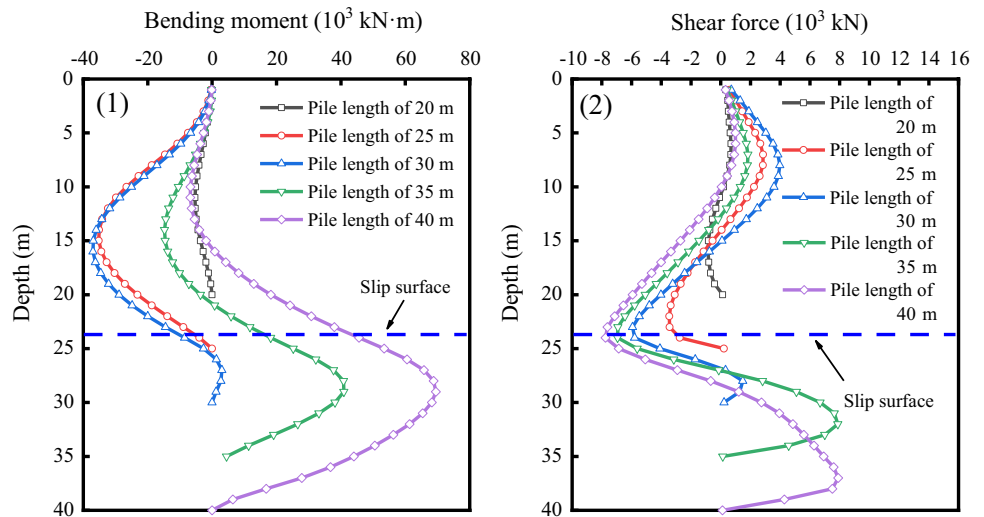 Bending moment (10³ kN·m)
-40 -20 0 20 40 60 80
0
5
10
15
20
25
30
35
40
Depth (m)
(1)
Pile length of 20 m
Pile length of 25 m
Pile length of 30 m
Pile length of 35 m
Pile length of 40 m
Slip surface
Shear force (10³ kN)
-10 -8 -6 -4 -2 0 2 4 6 8 10 12 14 16
0
5
10
15
20
25
30
35
40
Depth (m)
(2)
Pile length of
20 m
Pile length of
25 m
Pile length of
30 m
Pile length of
35 m
Pile length of
40 m
Slip surface